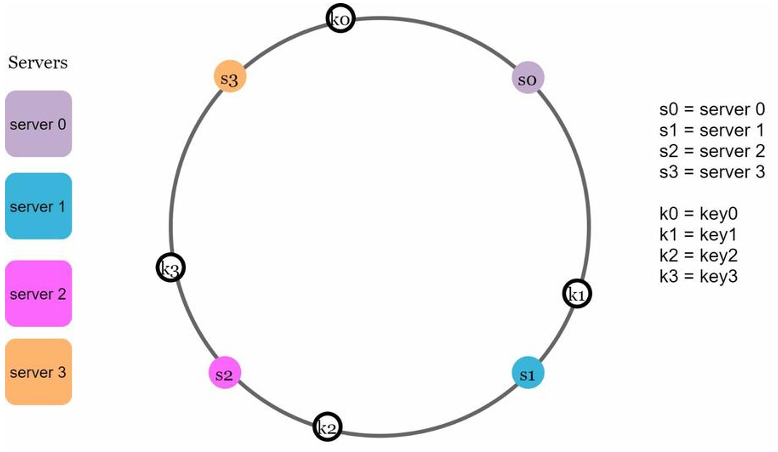 Servers
server 0
server 1
server 2
server 3
k0
s3
s0
k3
k1
s2
s1
k2
s0 = server 0
s1 = server 1
s2 = server 2
s3 = server 3
k0 = key0
k1 = key1
k2 = key2
k3 = key3